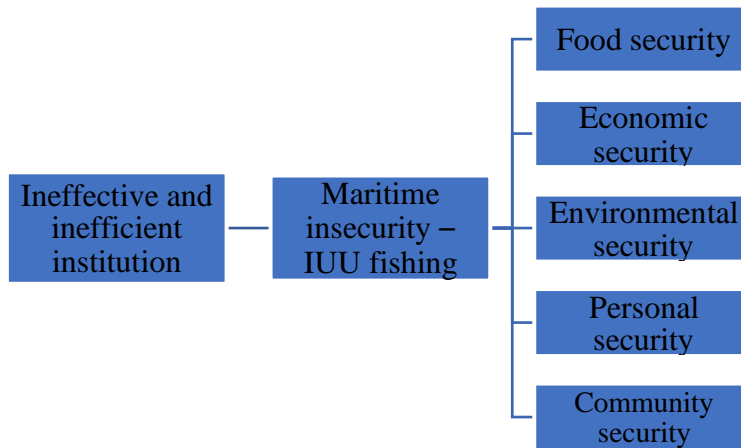 Ineffective and
inefficient
institution
Maritime
insecurity –
IUU fishing
Food security
Economic
security
Environmental
security
Personal
security
Community
security